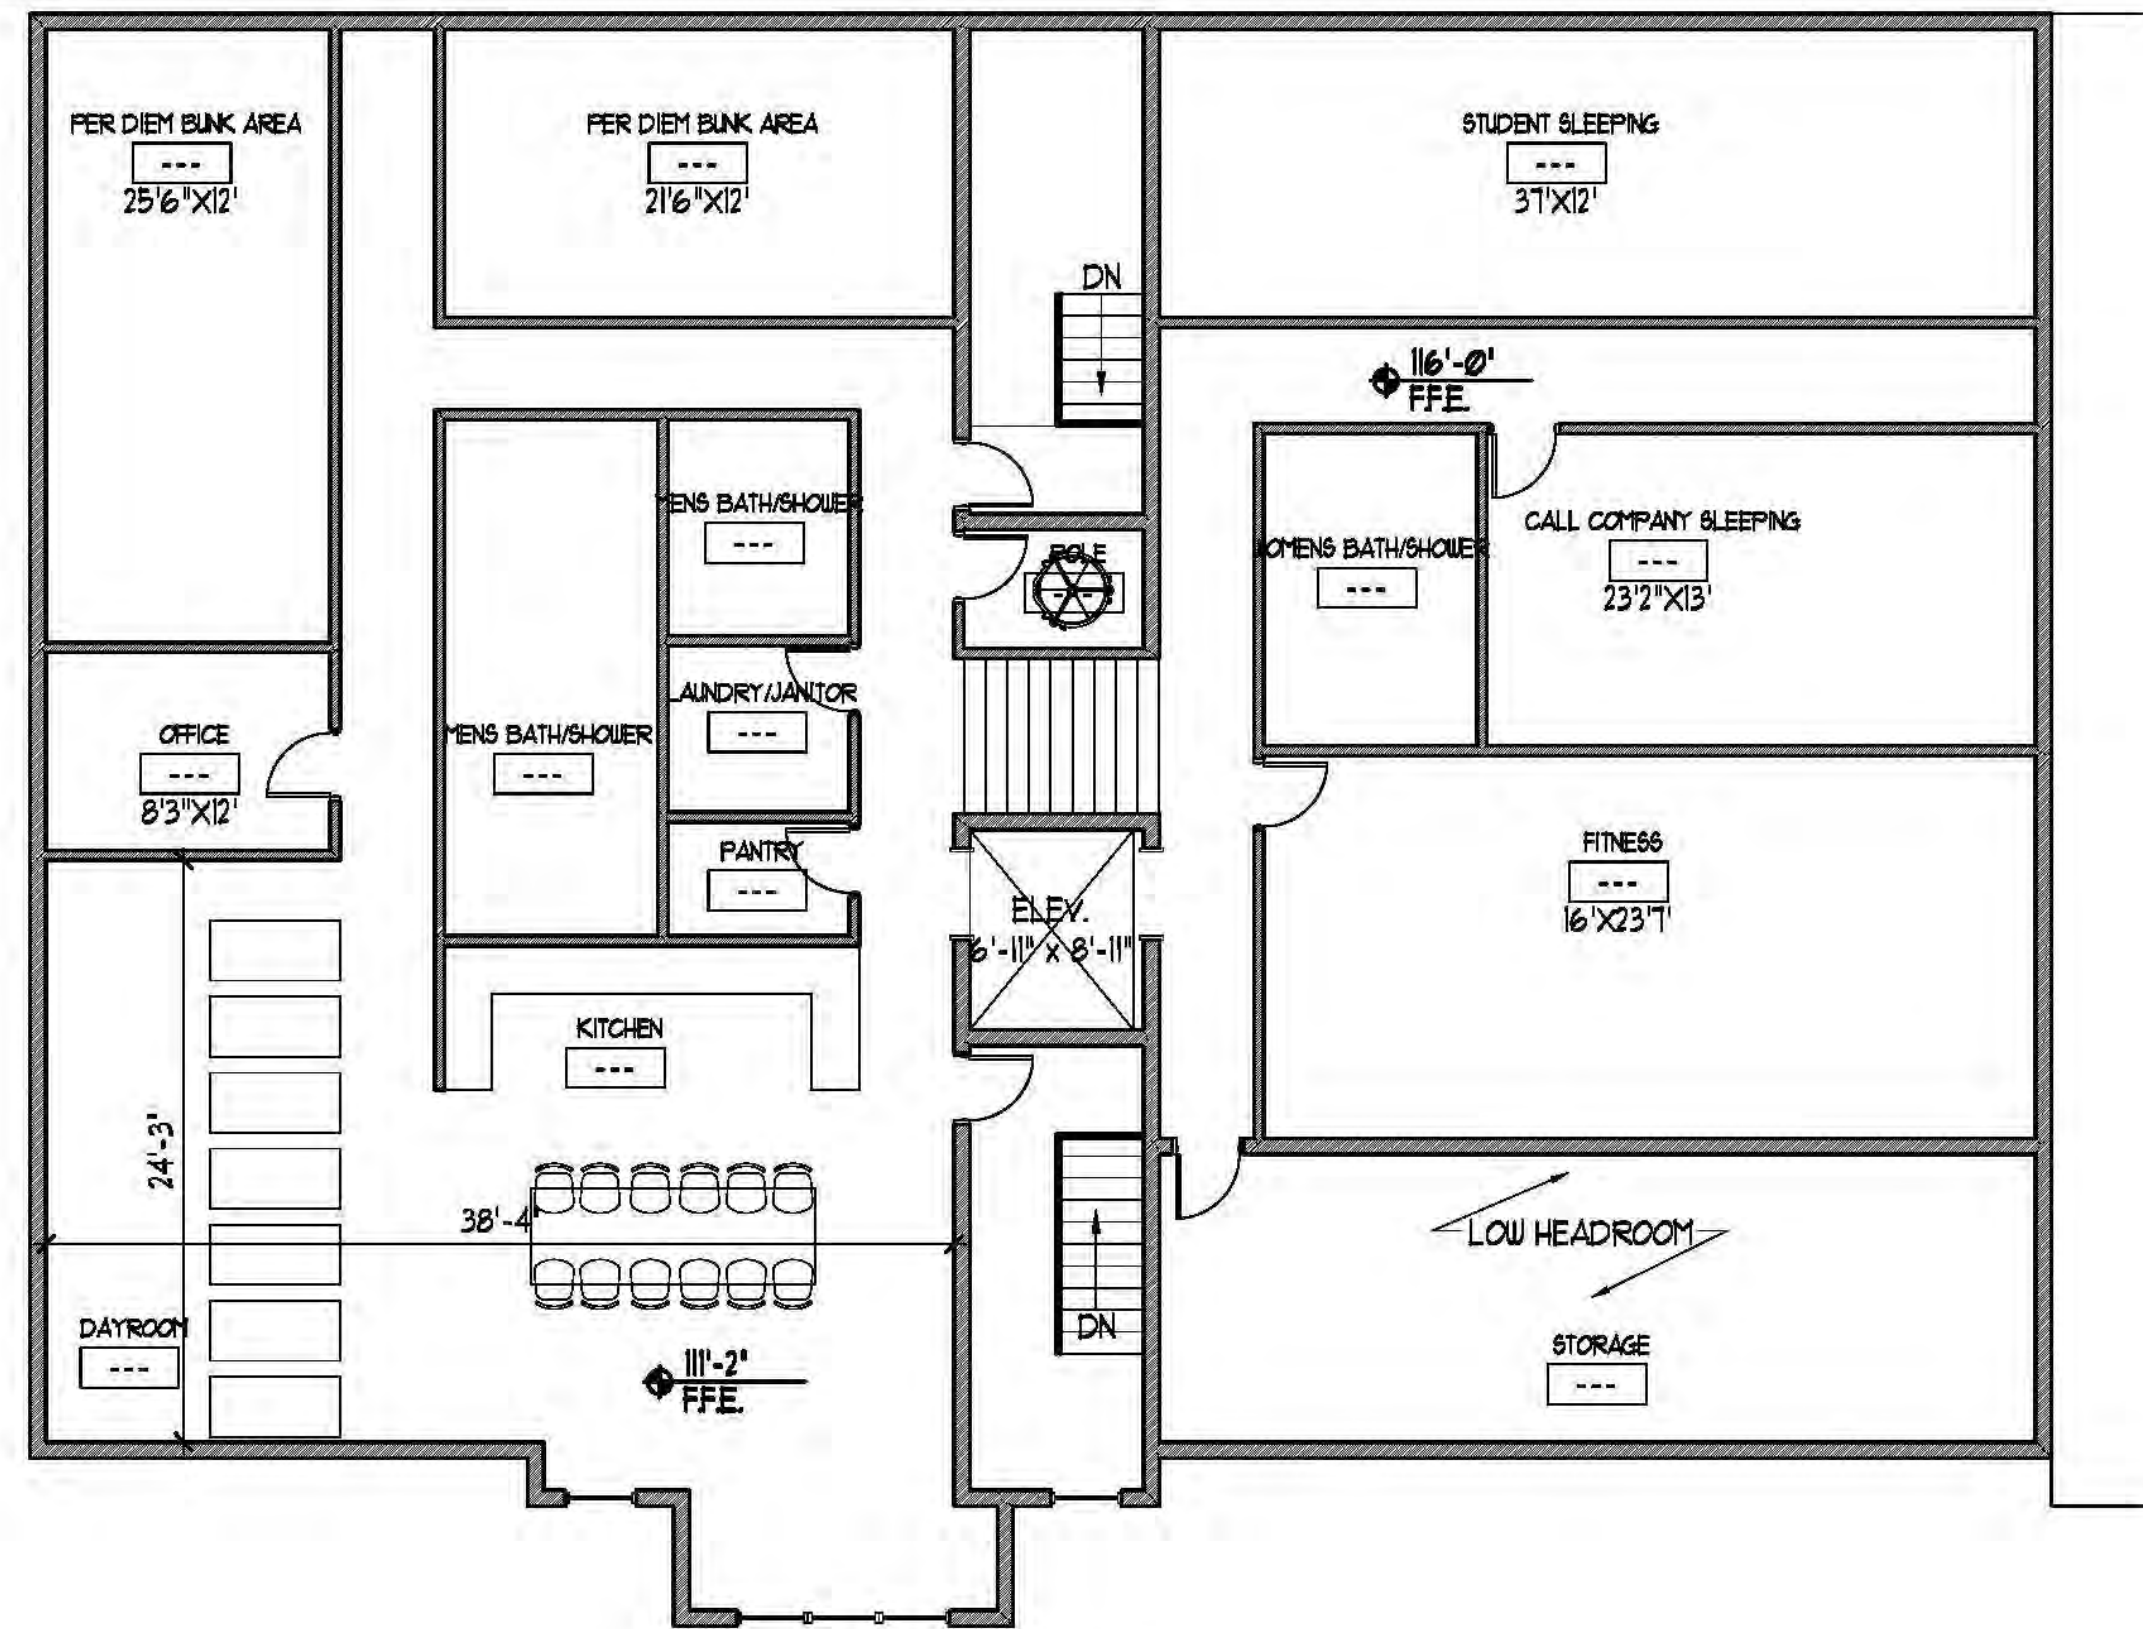 PER DIEM BUNK AREA
---
25'6"X12'
PER DIEM BUNK AREA
---
21'6"X12'
STUDENT SLEEPING
---
37'X12'
DN
116'-0'
F.F.E.
MENS BATH/SHOWER
---
POLE
WOMENS BATH/SHOWER
---
CALL COMPANY SLEEPING
---
23'2"X13'
OFFICE
---
8'3"X12'
MENS BATH/SHOWER
---
LAUNDRY/JANITOR
---
PANTRY
---
ELEV.
6'-11" x 8'-11"
FITNESS
---
16'X23'7'
KITCHEN
---
24'-3"
38'-4"
DAYROOM
---
111'-2"
F.F.E.
DN
LOW HEADROOM
STORAGE
---